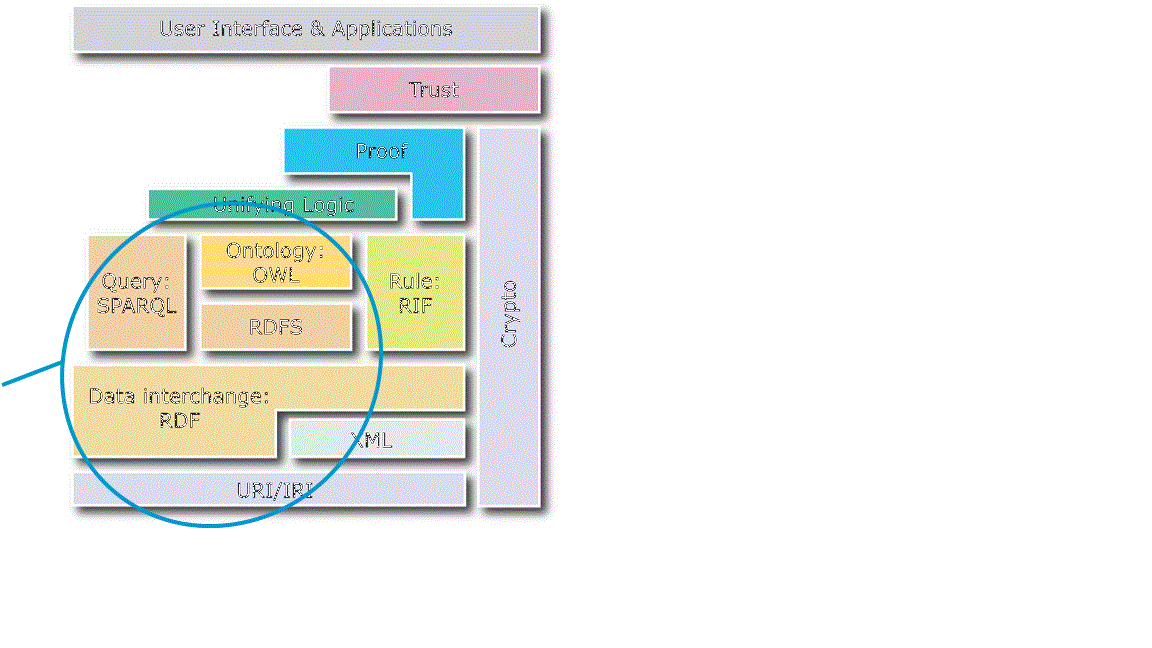 User Interface & Applications
Trust
Proof
Unifying Logic
Query:
SPARQL
Ontology:
OWL
RDFS
Rule:
RIF
Crypto
Data interchange:
RDF
XML
URI/IRI